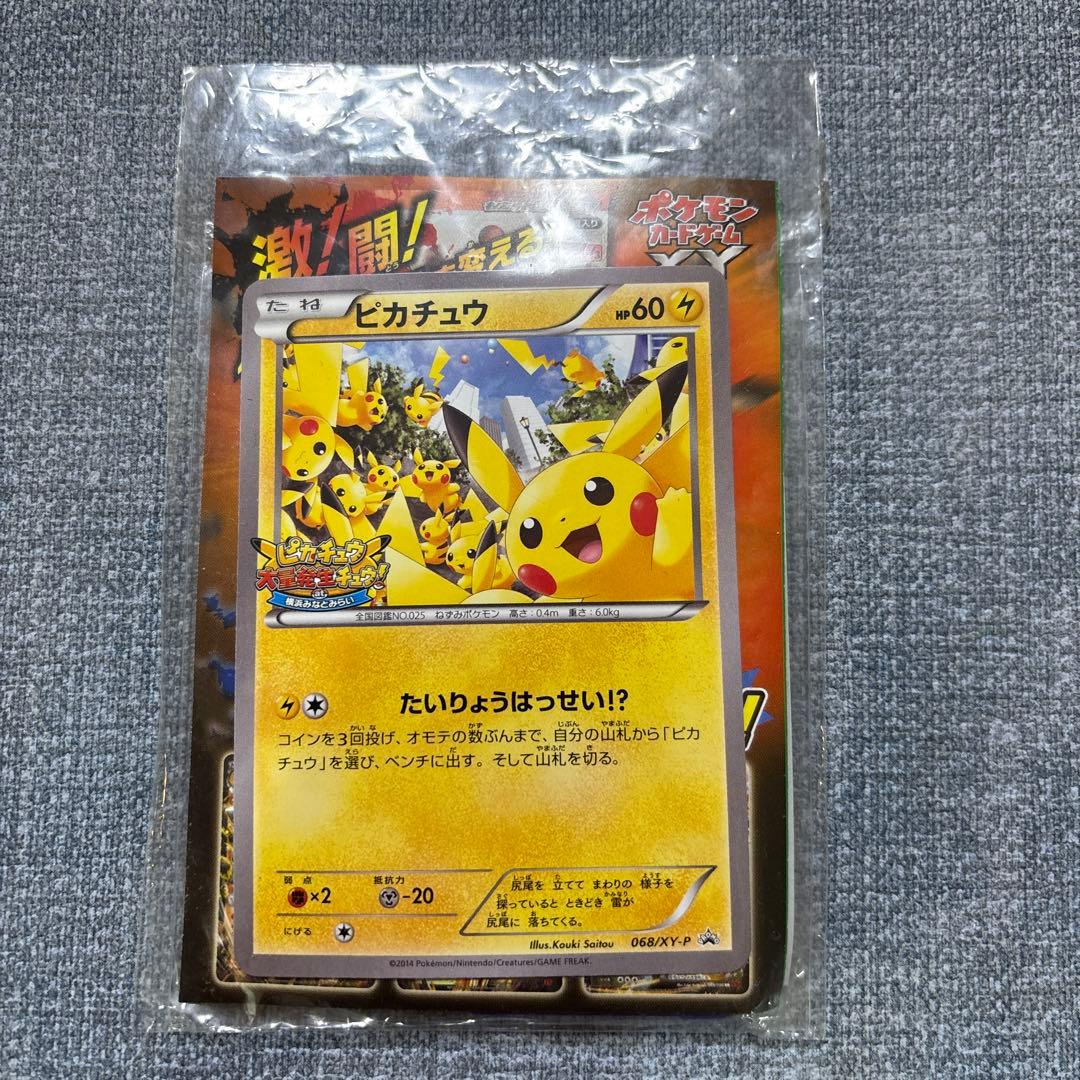 激!闘!
を変える
入り
ポケモン
カードゲーム
XY
たね
ピカチュウ
HP60
ピカチュウ
大量発生チュウ!
at
横浜みなとみらい
全国図鑑NO.025 ねずみポケモン 高さ:0.4m 重さ:6.0kg
たいりょうはっせい!?
コインを3回投げ、オモテの数ぶんまで、自分の山札から「ピカ
チュウ」を選び、ベンチに出す。そして山札を切る。
弱点
×2
抵抗力
-20
にげる
尻尾を 立てて まわりの 様子を
探っていると ときどき 雷が
尻尾に 落ちてくる。
Illus.Kouki Saitou
068/XY-P
©2014 Pokémon/Nintendo/Creatures/GAME FREAK.